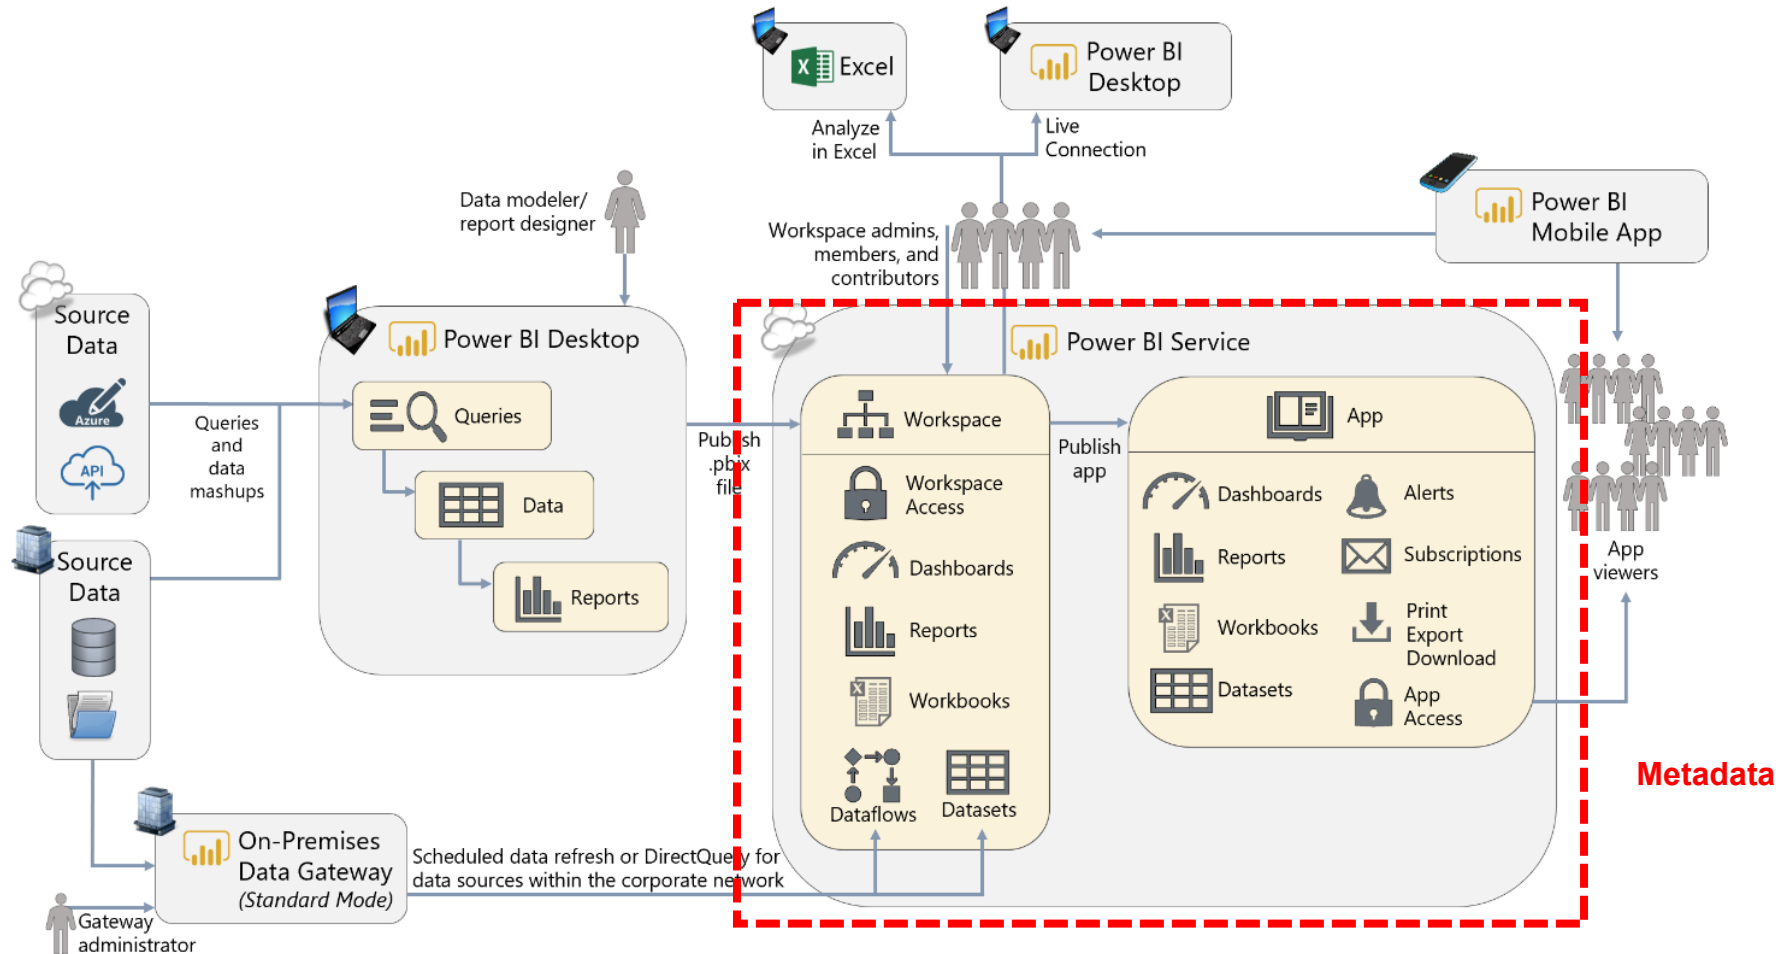 Excel
Power BI
Desktop
Analyze
in Excel
Live
Connection
Data modeler/
report designer
Workspace admins,
members, and
contributors
Power BI
Mobile App
Source
Data
Azure
API
Queries
and
data
mashups
Source
Data
Power BI Desktop
Queries
Data
Reports
Publish
.pbix
file
Power BI Service
Workspace
Workspace
Access
Dashboards
Reports
Workbooks
Dataflows
Datasets
Publish
app
App
Dashboards
Reports
Workbooks
Datasets
Alerts
Subscriptions
Print
Export
Download
App
Access
App
viewers
Metadata
On-Premises
Data Gateway
(Standard Mode)
Scheduled data refresh or DirectQuery for
data sources within the corporate network
Gateway
administrator